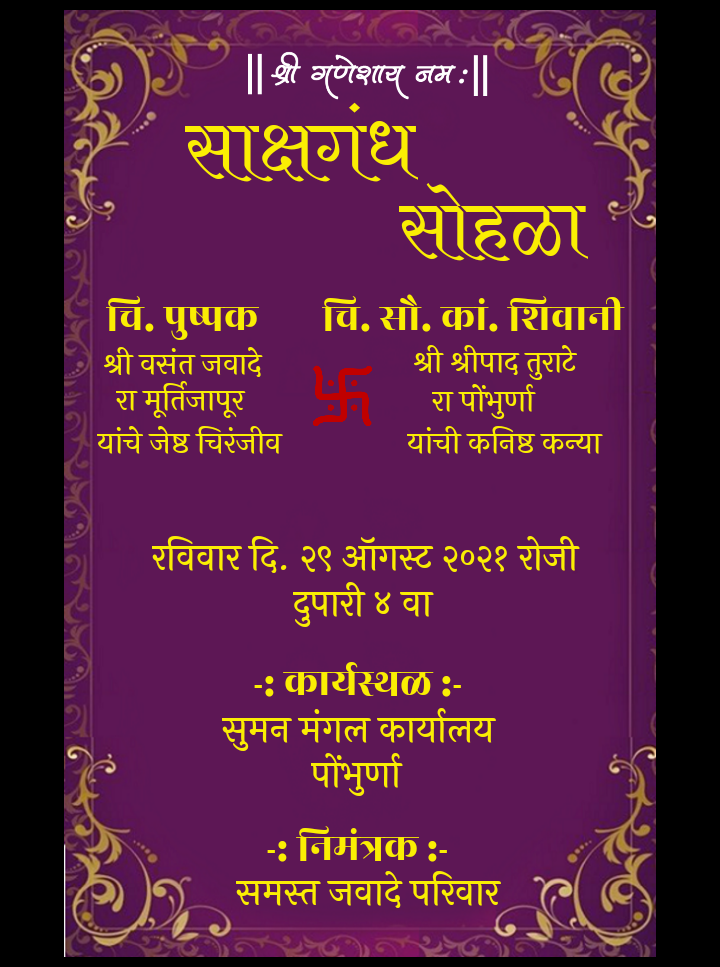 || श्री गणेशाय नम: ||
साक्षगंध
सोहळा
चि. पुष्पक
श्री वसंत जवादे
रा मूर्तिजापूर
यांचे जेष्ठ चिरंजीव
चि. सौ. कां. शिवानी
श्री श्रीपाद तुराटे
रा पोंभुर्णा
यांची कनिष्ठ कन्या
रविवार दि. २९ ऑगस्ट २०२१ रोजी
दुपारी ४ वा
-: कार्यस्थळ :-
सुमन मंगल कार्यालय
पोंभुर्णा
-: निमंत्रक :-
समस्त जवादे परिवार